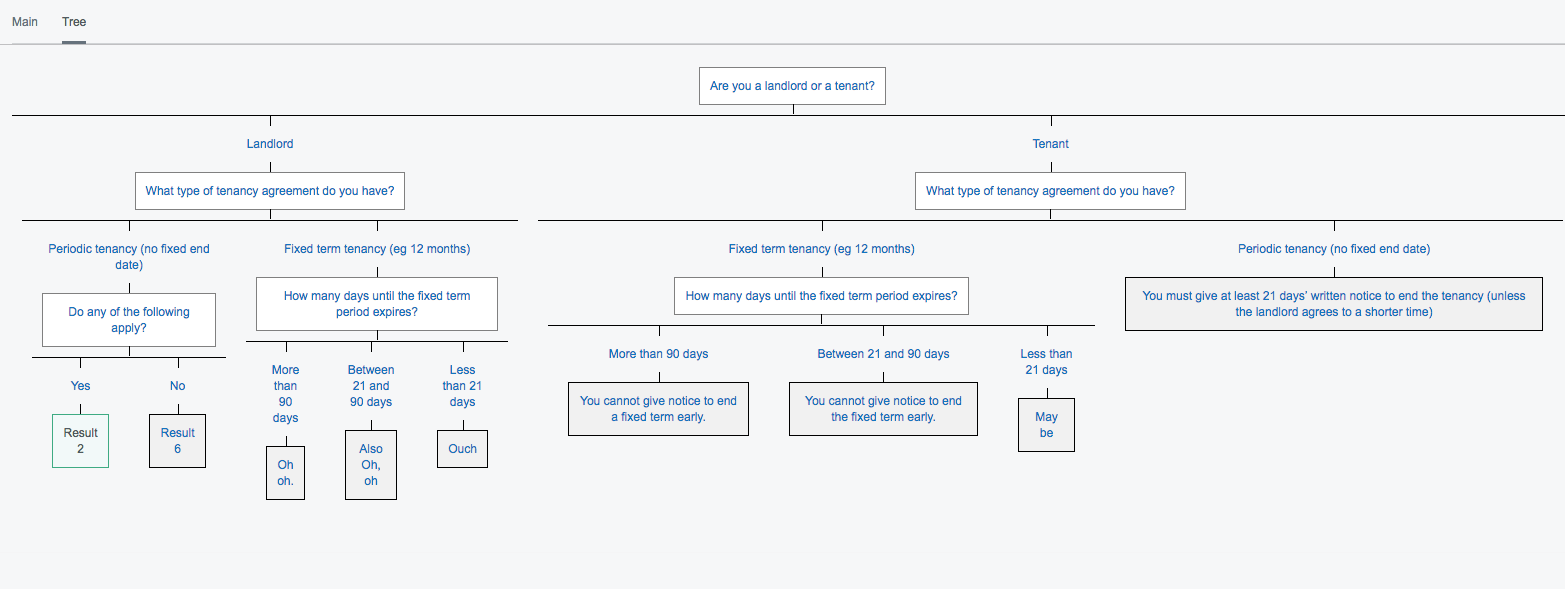 Main
Tree
Are you a landlord or a tenant?
Landlord
Tenant
What type of tenancy agreement do you have?
What type of tenancy agreement do you have?
Periodic tenancy (no fixed end
date)
Fixed term tenancy (eg 12 months)
Fixed term tenancy (eg 12 months)
Periodic tenancy (no fixed end date)
Do any of the following
apply?
How many days until the fixed term
period expires?
How many days until the fixed term period expires?
You must give at least 21 days' written notice to end the tenancy (unless
the landlord agrees to a shorter time)
Yes
No
More
than
90
days
Between
21 and
90 days
Less
than 21
days
More than 90 days
Between 21 and 90 days
Less than
21 days
Result
2
Result
6
Oh
oh.
Also
Oh,
oh
Ouch
You cannot give notice to end
a fixed term early.
You cannot give notice to end
the fixed term early.
May
be